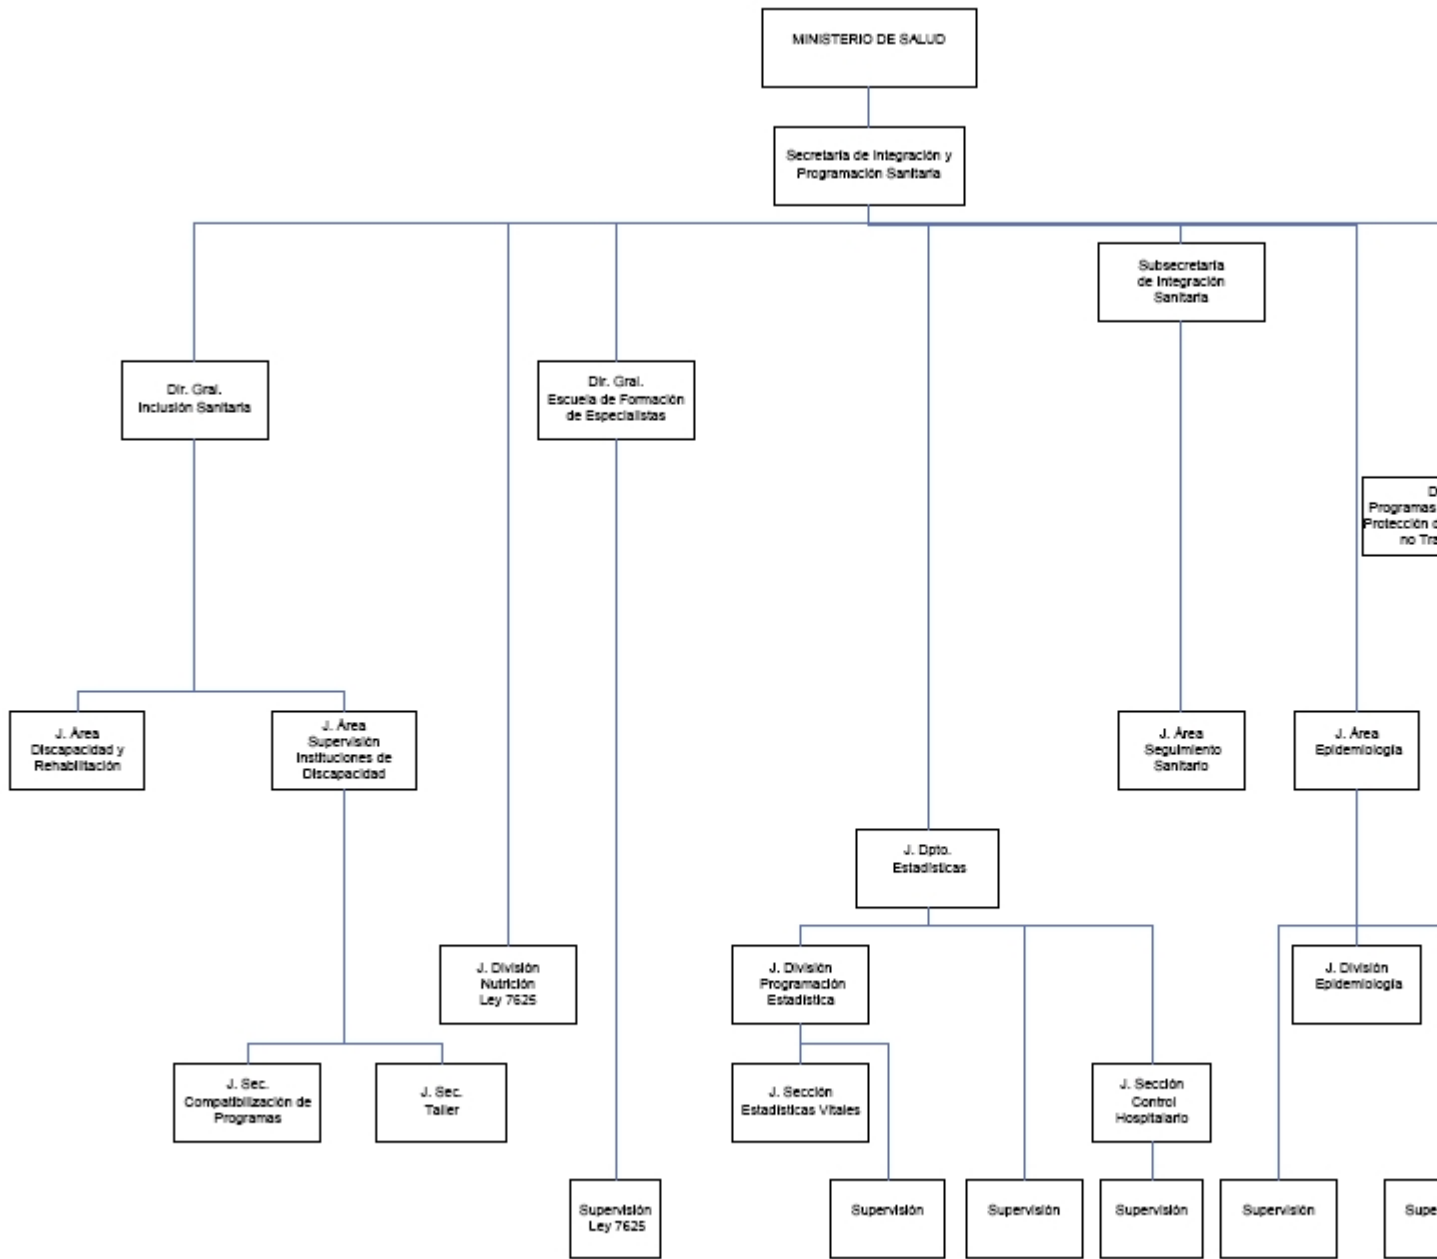 MINISTERIO DE SALUD
Secretaría de Integración y
Programación Sanitaria
Subsecretaría
de Integración
Sanitaria
Dir. Gral.
Inclusión Sanitaria
Dir. Gral.
Escuela de Formación
de Especialistas
D
Programas
Protección
no Tra
J. Área
Discapacidad y
Rehabilitación
J. Área
Supervisión
Instituciones de
Discapacidad
J. Área
Seguimiento
Sanitario
J. Área
Epidemiología
J. Dpto.
Estadísticas
J. División
Nutrición
Ley 7625
J. División
Programación
Estadística
J. División
Epidemiología
J. Sec.
Compatibilización de
Programas
J. Sec.
Taller
J. Sección
Estadísticas Vitales
J. Sección
Control
Hospitalario
Supervisión
Ley 7625
Supervisión
Supervisión
Supervisión
Supervisión
Supe